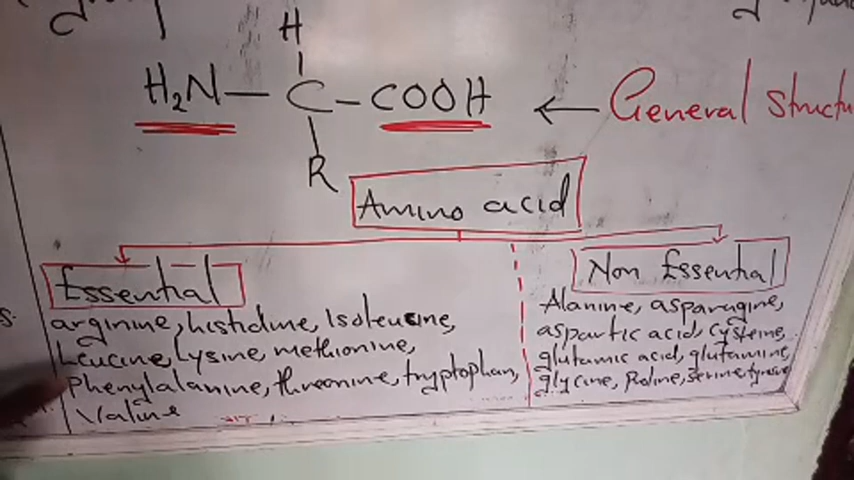 H
H₂N — C — COOH ← General structu
R
Amino acid
Essential
Non Essential
arginine, histidine, Isoleucine,
Leucine, Lysine, methionine,
phenylalanine, threonine, tryptophan,
Valine
Alanine, asparagine,
aspartic acid, cysteine,
glutamic acid, glutamine
glycine, Proline, serine, tyrosine